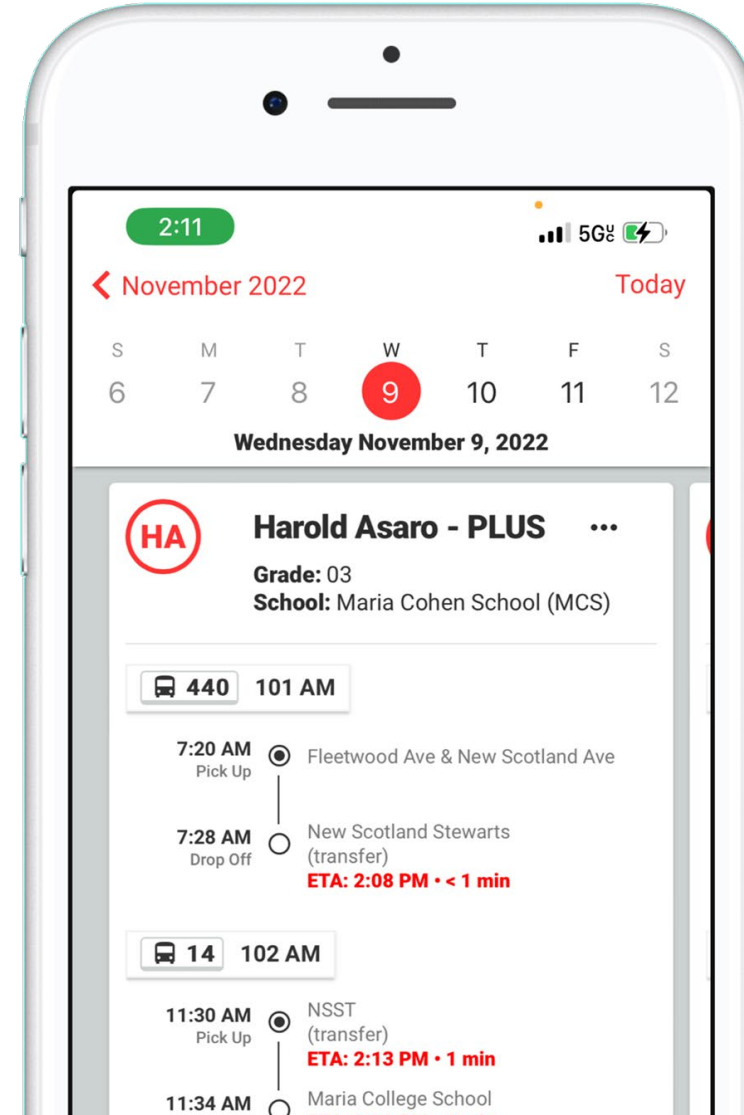 2:11
5GUC
November 2022
Today
S M T W T F S
6 7 8 9 10 11 12
Wednesday November 9, 2022
HA
Harold Asaro - PLUS •••
Grade: 03
School: Maria Cohen School (MCS)
440 101 AM
7:20 AM Fleetwood Ave & New Scotland Ave
Pick Up
7:28 AM New Scotland Stewarts
Drop Off (transfer)
ETA: 2:08 PM • < 1 min
14 102 AM
11:30 AM NSST
Pick Up (transfer)
ETA: 2:13 PM • 1 min
11:34 AM Maria College School